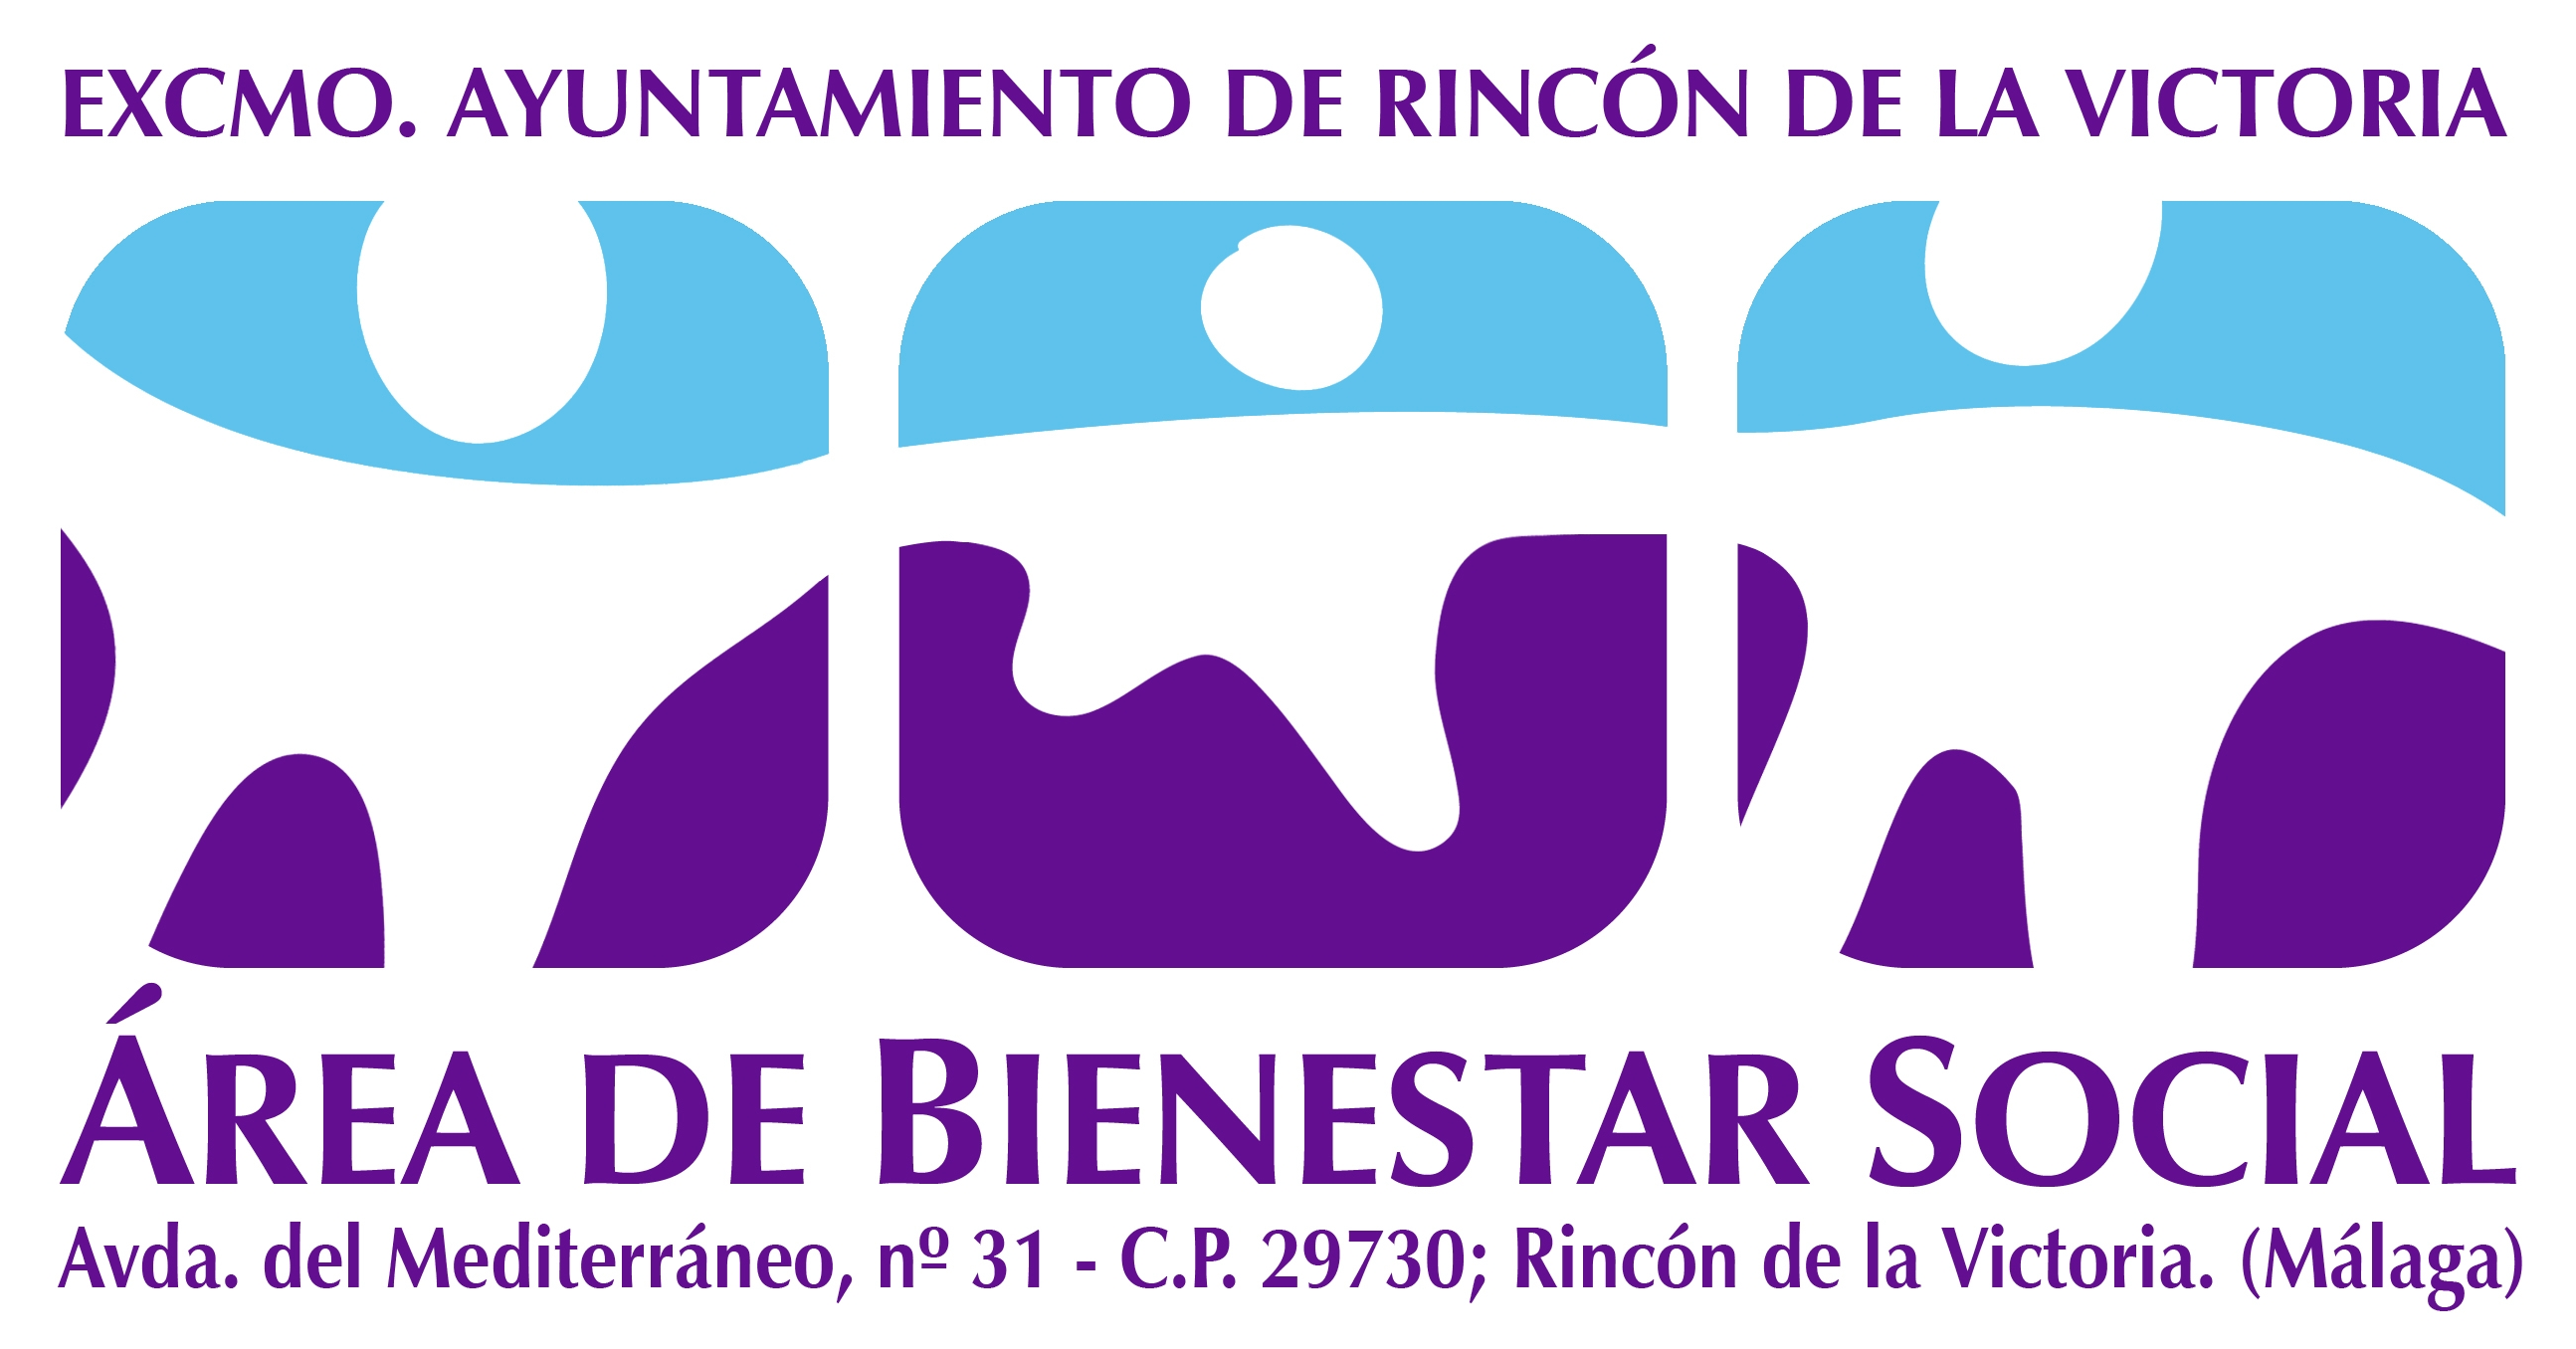 EXCMO. AYUNTAMIENTO DE RINCÓN DE LA VICTORIA
ÁREA DE BIENESTAR SOCIAL
Avda. del Mediterráneo, nº 31 - C.P. 29730; Rincón de la Victoria. (Málaga)